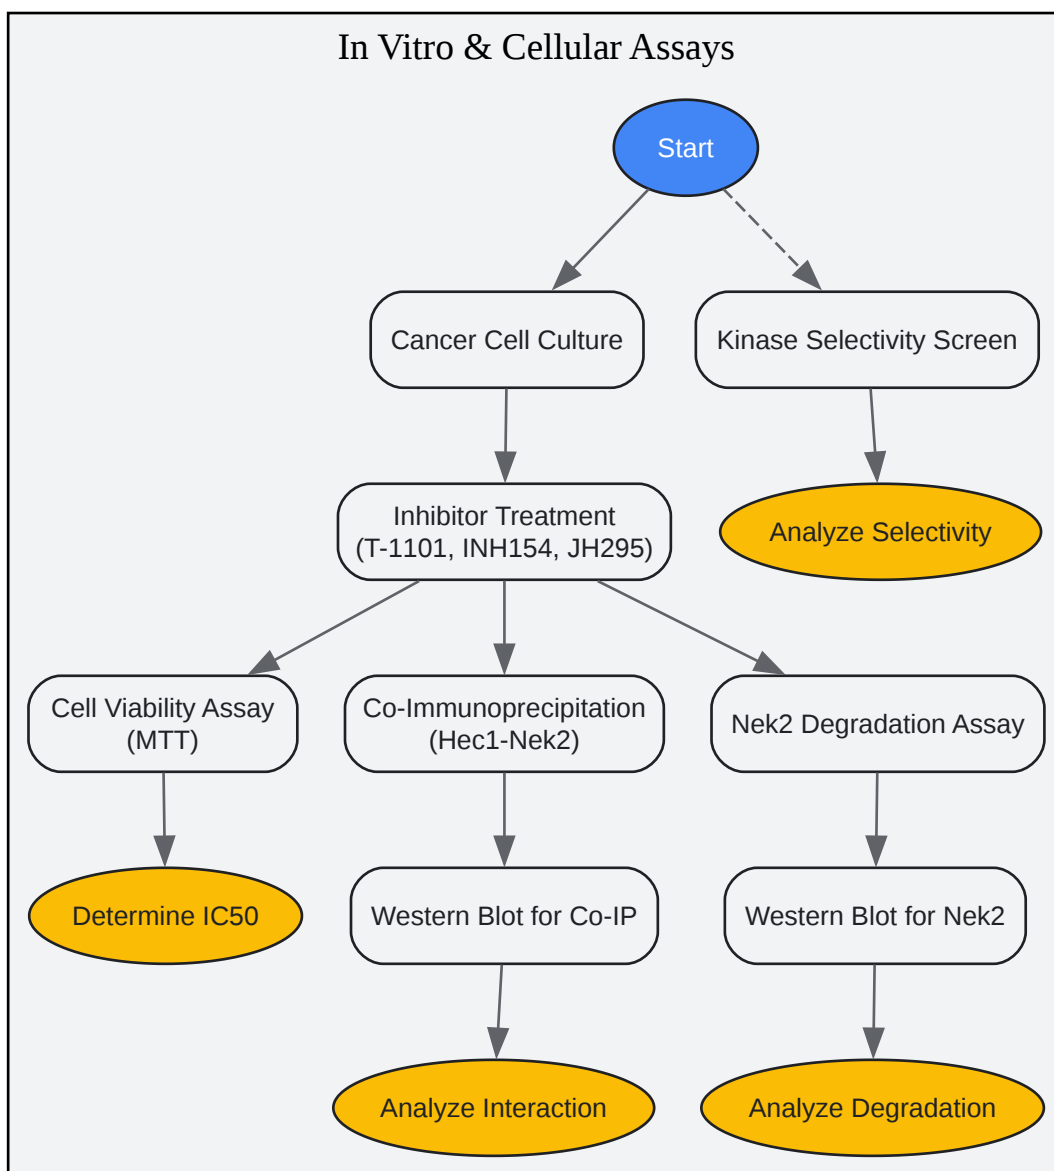 In Vitro & Cellular Assays
Start
Cancer Cell Culture
Kinase Selectivity Screen
Inhibitor Treatment
(T-1101, INH154, JH295)
Analyze Selectivity
Cell Viability Assay
(MTT)
Co-Immunoprecipitation
(Hec1-Nek2)
Nek2 Degradation Assay
Determine IC50
Western Blot for Co-IP
Western Blot for Nek2
Analyze Interaction
Analyze Degradation